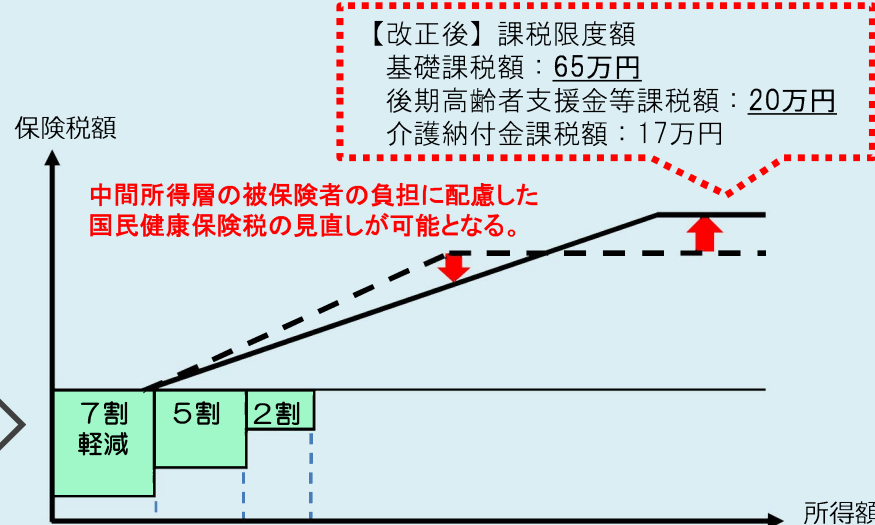 【改正後】課税限度額
基礎課税額：65万円
後期高齢者支援金等課税額：20万円
介護納付金課税額：17万円
保険税額
中間所得層の被保険者の負担に配慮した
国民健康保険税の見直しが可能となる。
7割
軽減
5割
2割
所得額